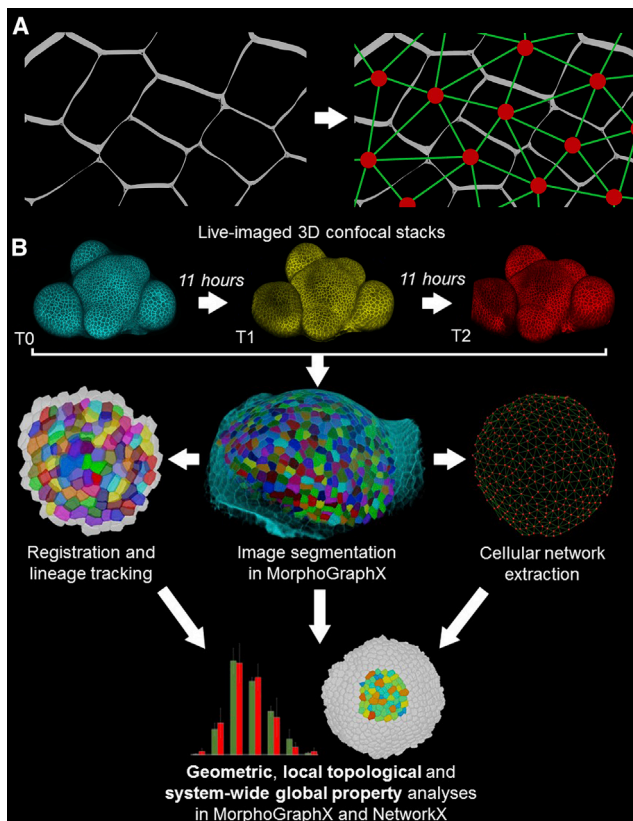 A
B
Live-imaged 3D confocal stacks
11 hours
11 hours
T0
T1
T2
Registration and
lineage tracking
Image segmentation
in MorphoGraphX
Cellular network
extraction
Geometric, local topological and
system-wide global property analyses
in MorphoGraphX and NetworkX